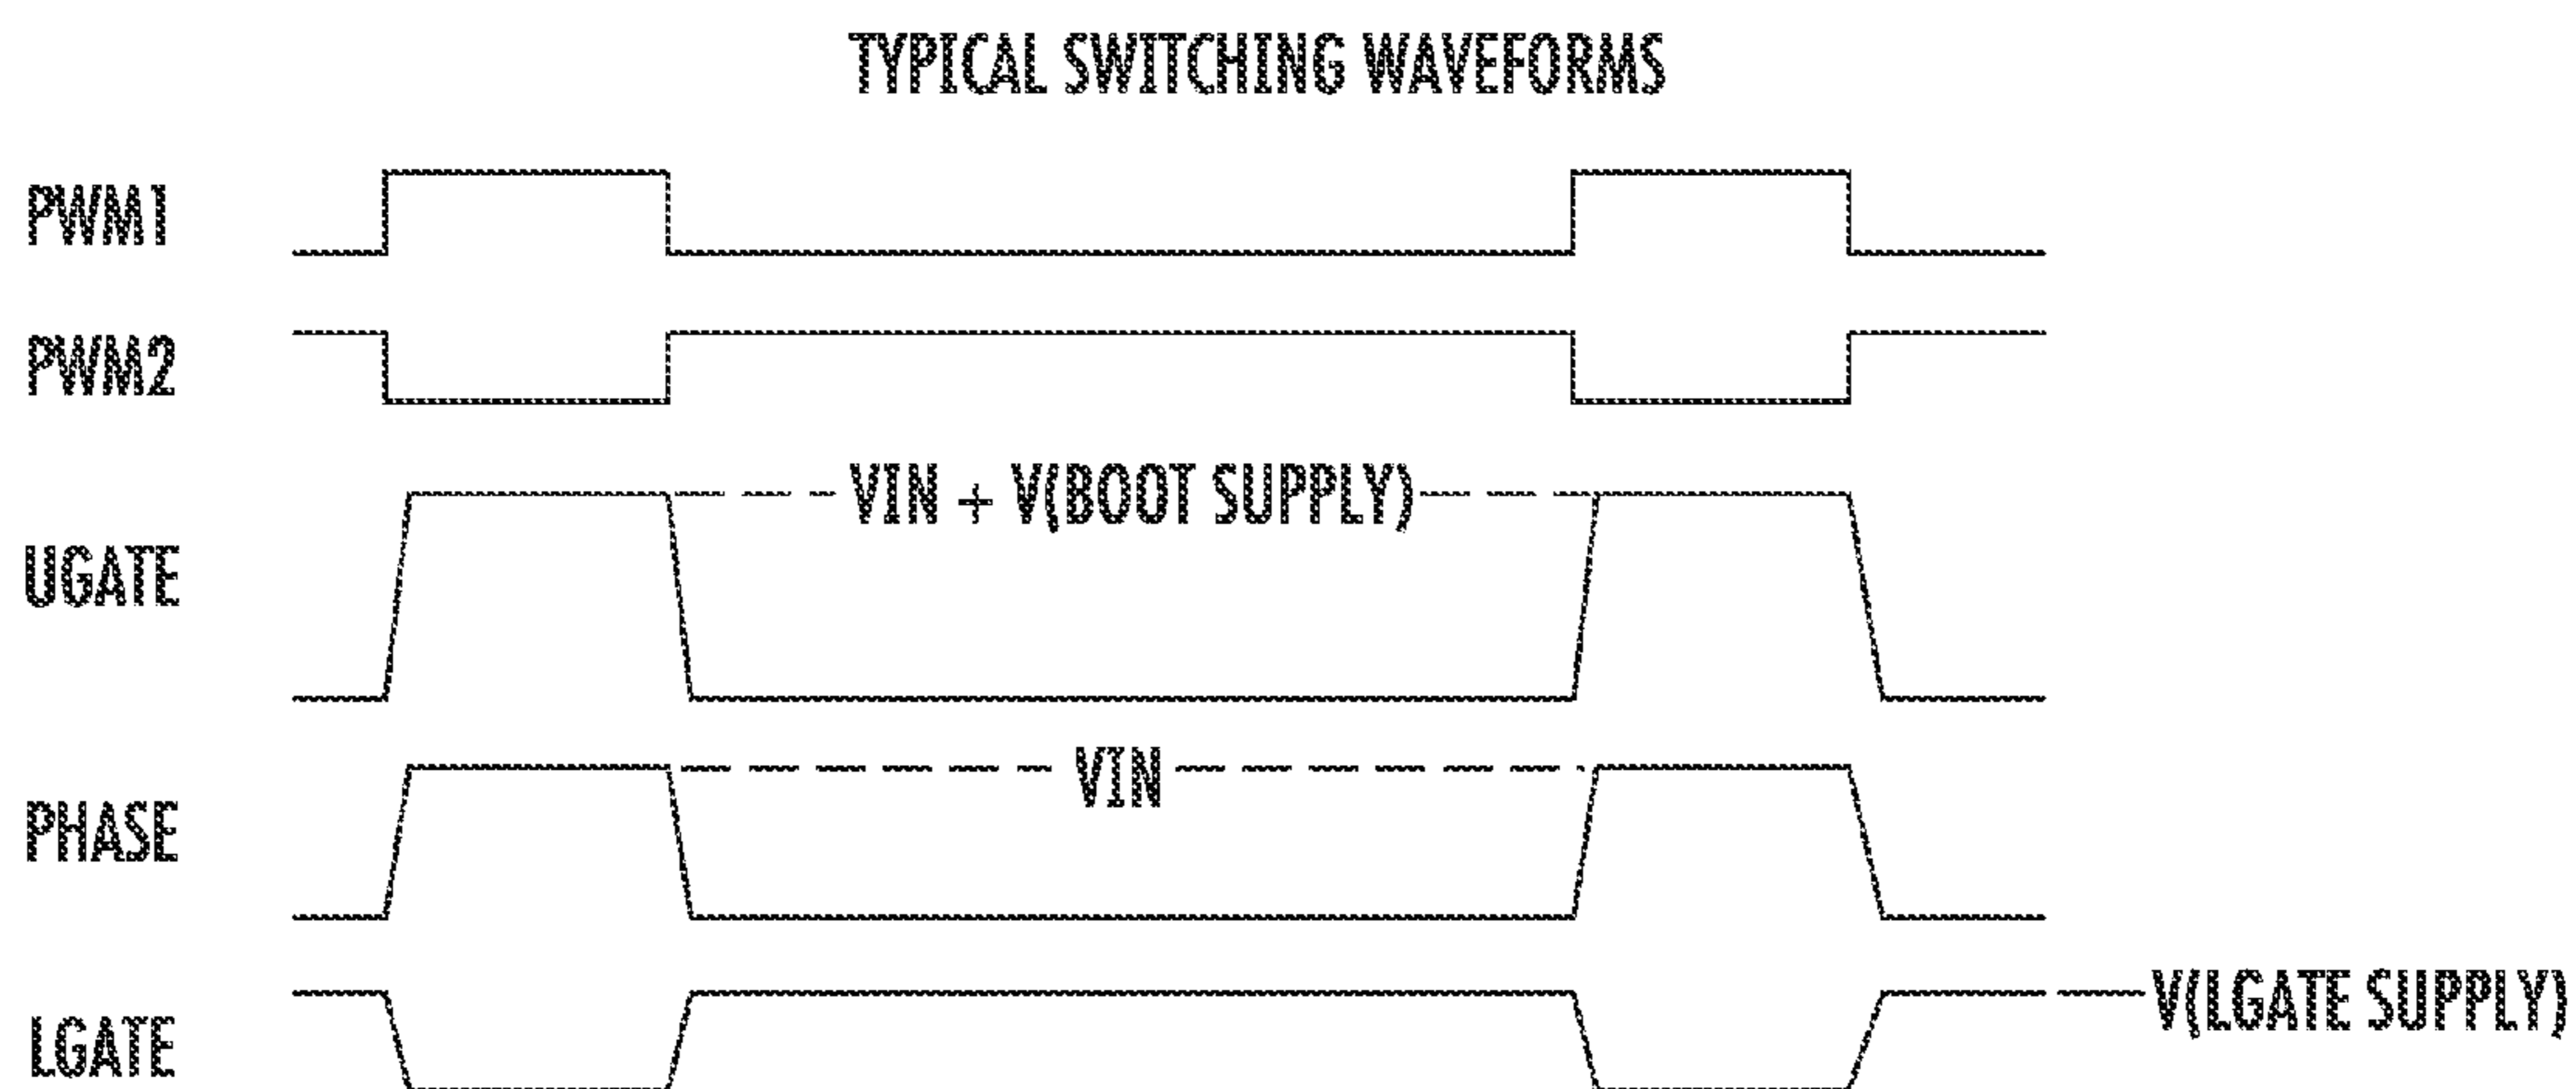 TYPICAL SWITCHING WAVEFORMS
PWM1
PWM2
VIN + V(BOOT SUPPLY)
UGATE
VIN
PHASE
V(LGATE SUPPLY)
LGATE